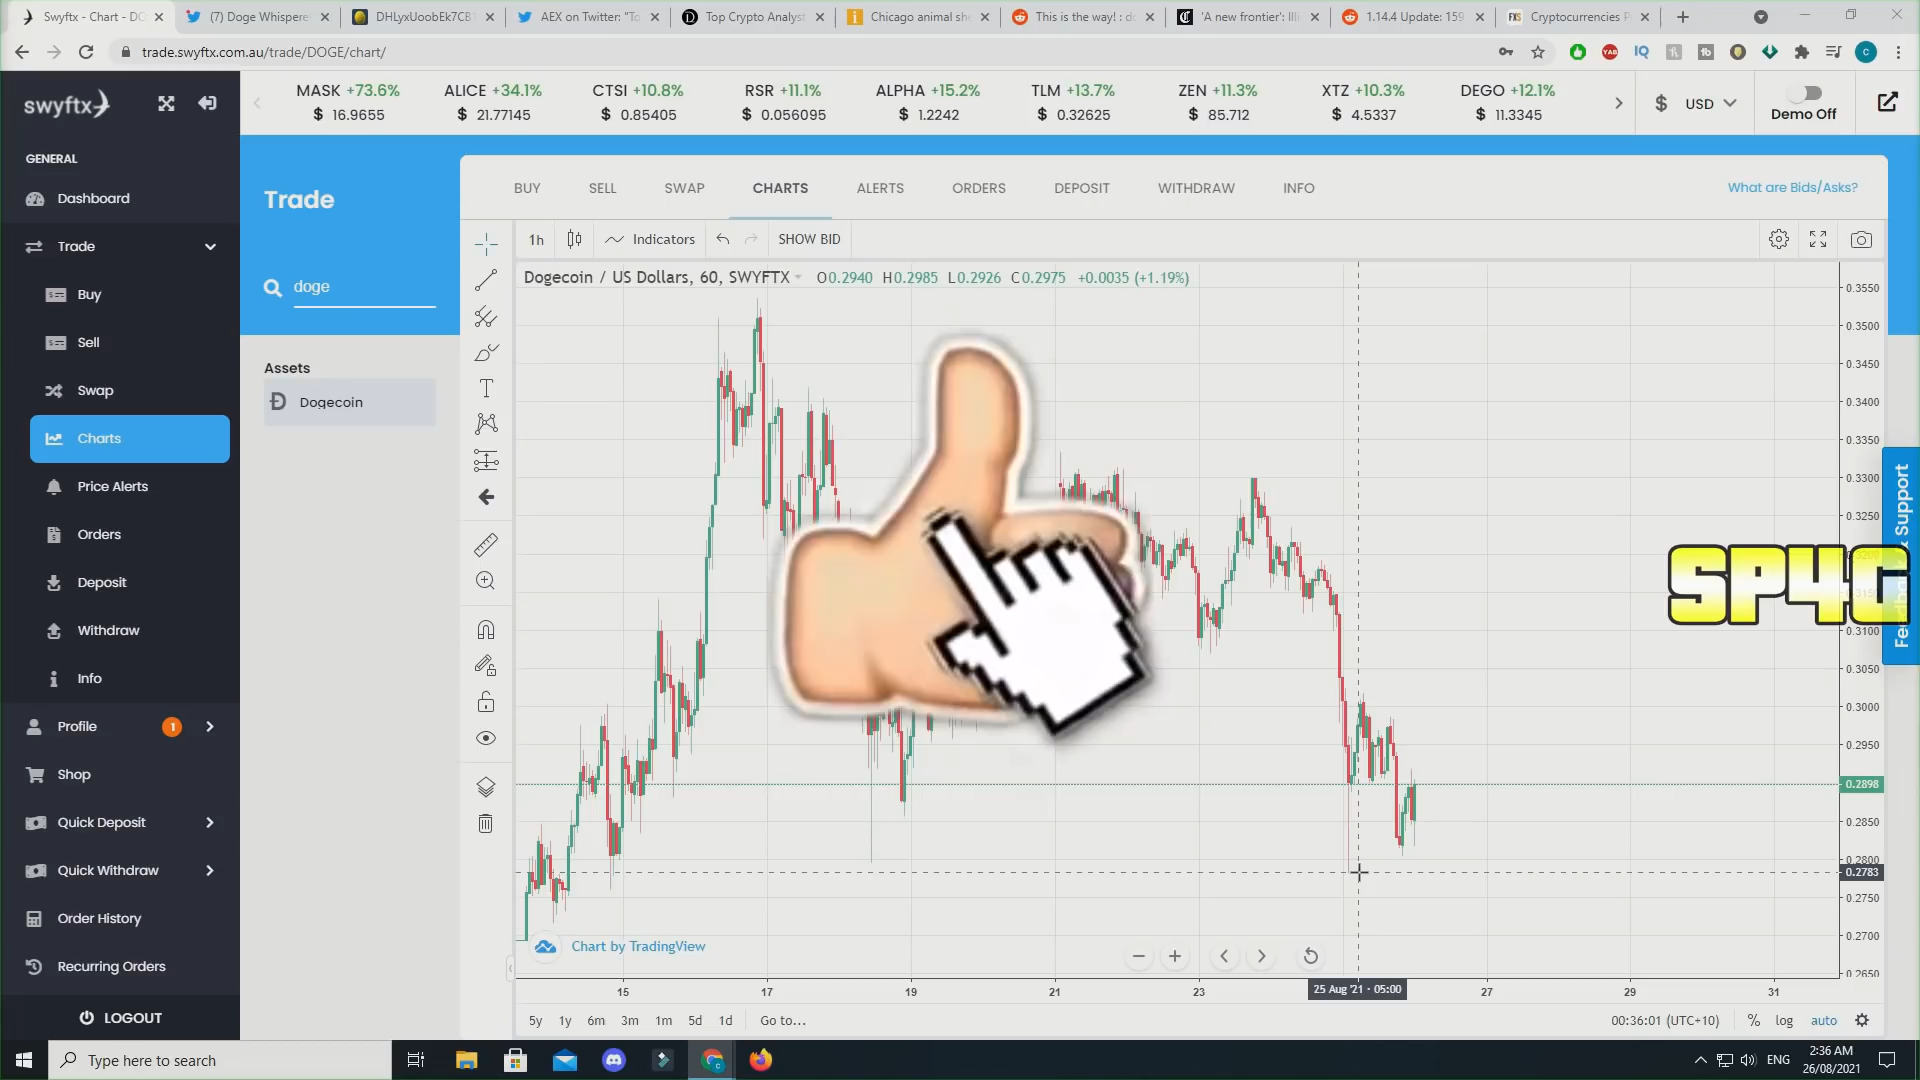 Swyftx - Chart - DO
(7) Doge Whispere
DHLyxUoobEk7CB
AEX on Twitter: "To
Top Crypto Analyst
Chicago animal sh
This is the way! : d
'A new frontier': Illi
1.14.4 Update: 159
Cryptocurrencies P
trade.swyftx.com.au/trade/DOGE/chart/
swyftx
MASK +73.6%
$ 16.9655
ALICE +34.1%
$ 21.77145
CTSI +10.8%
$ 0.85405
RSR +11.1%
$ 0.056095
ALPHA +15.2%
$ 1.2242
TLM +13.7%
$ 0.32625
ZEN +11.3%
$ 85.712
XTZ +10.3%
$ 4.5337
DEGO +12.1%
$ 11.3345
$ USD
Demo Off
GENERAL
Dashboard
Trade
Buy
Sell
Swap
Charts
Price Alerts
Orders
Deposit
Withdraw
Info
Profile 1
Shop
Quick Deposit
Quick Withdraw
Order History
Recurring Orders
LOGOUT
Trade
doge
Assets
Dogecoin
BUY SELL SWAP CHARTS ALERTS ORDERS DEPOSIT WITHDRAW INFO
What are Bids/Asks?
1h Indicators SHOW BID
Dogecoin / US Dollars, 60, SWYFTX O0.2940 H0.2985 L0.2926 C0.2975 +0.0035 (+1.19%)
0.3550
0.3500
0.3450
0.3400
0.3350
0.3300
0.3250
0.3100
0.3050
0.3000
0.2950
0.2898
0.2850
0.2800
0.2783
0.2750
0.2700
0.2650
SP4G
Support
Chart by TradingView
15 17 19 21 23 25 Aug '21 · 05:00 27 29 31
5y 1y 6m 3m 1m 5d 1d Go to...
00:36:01 (UTC+10) % log auto
Type here to search
ENG
2:36 AM
26/08/2021